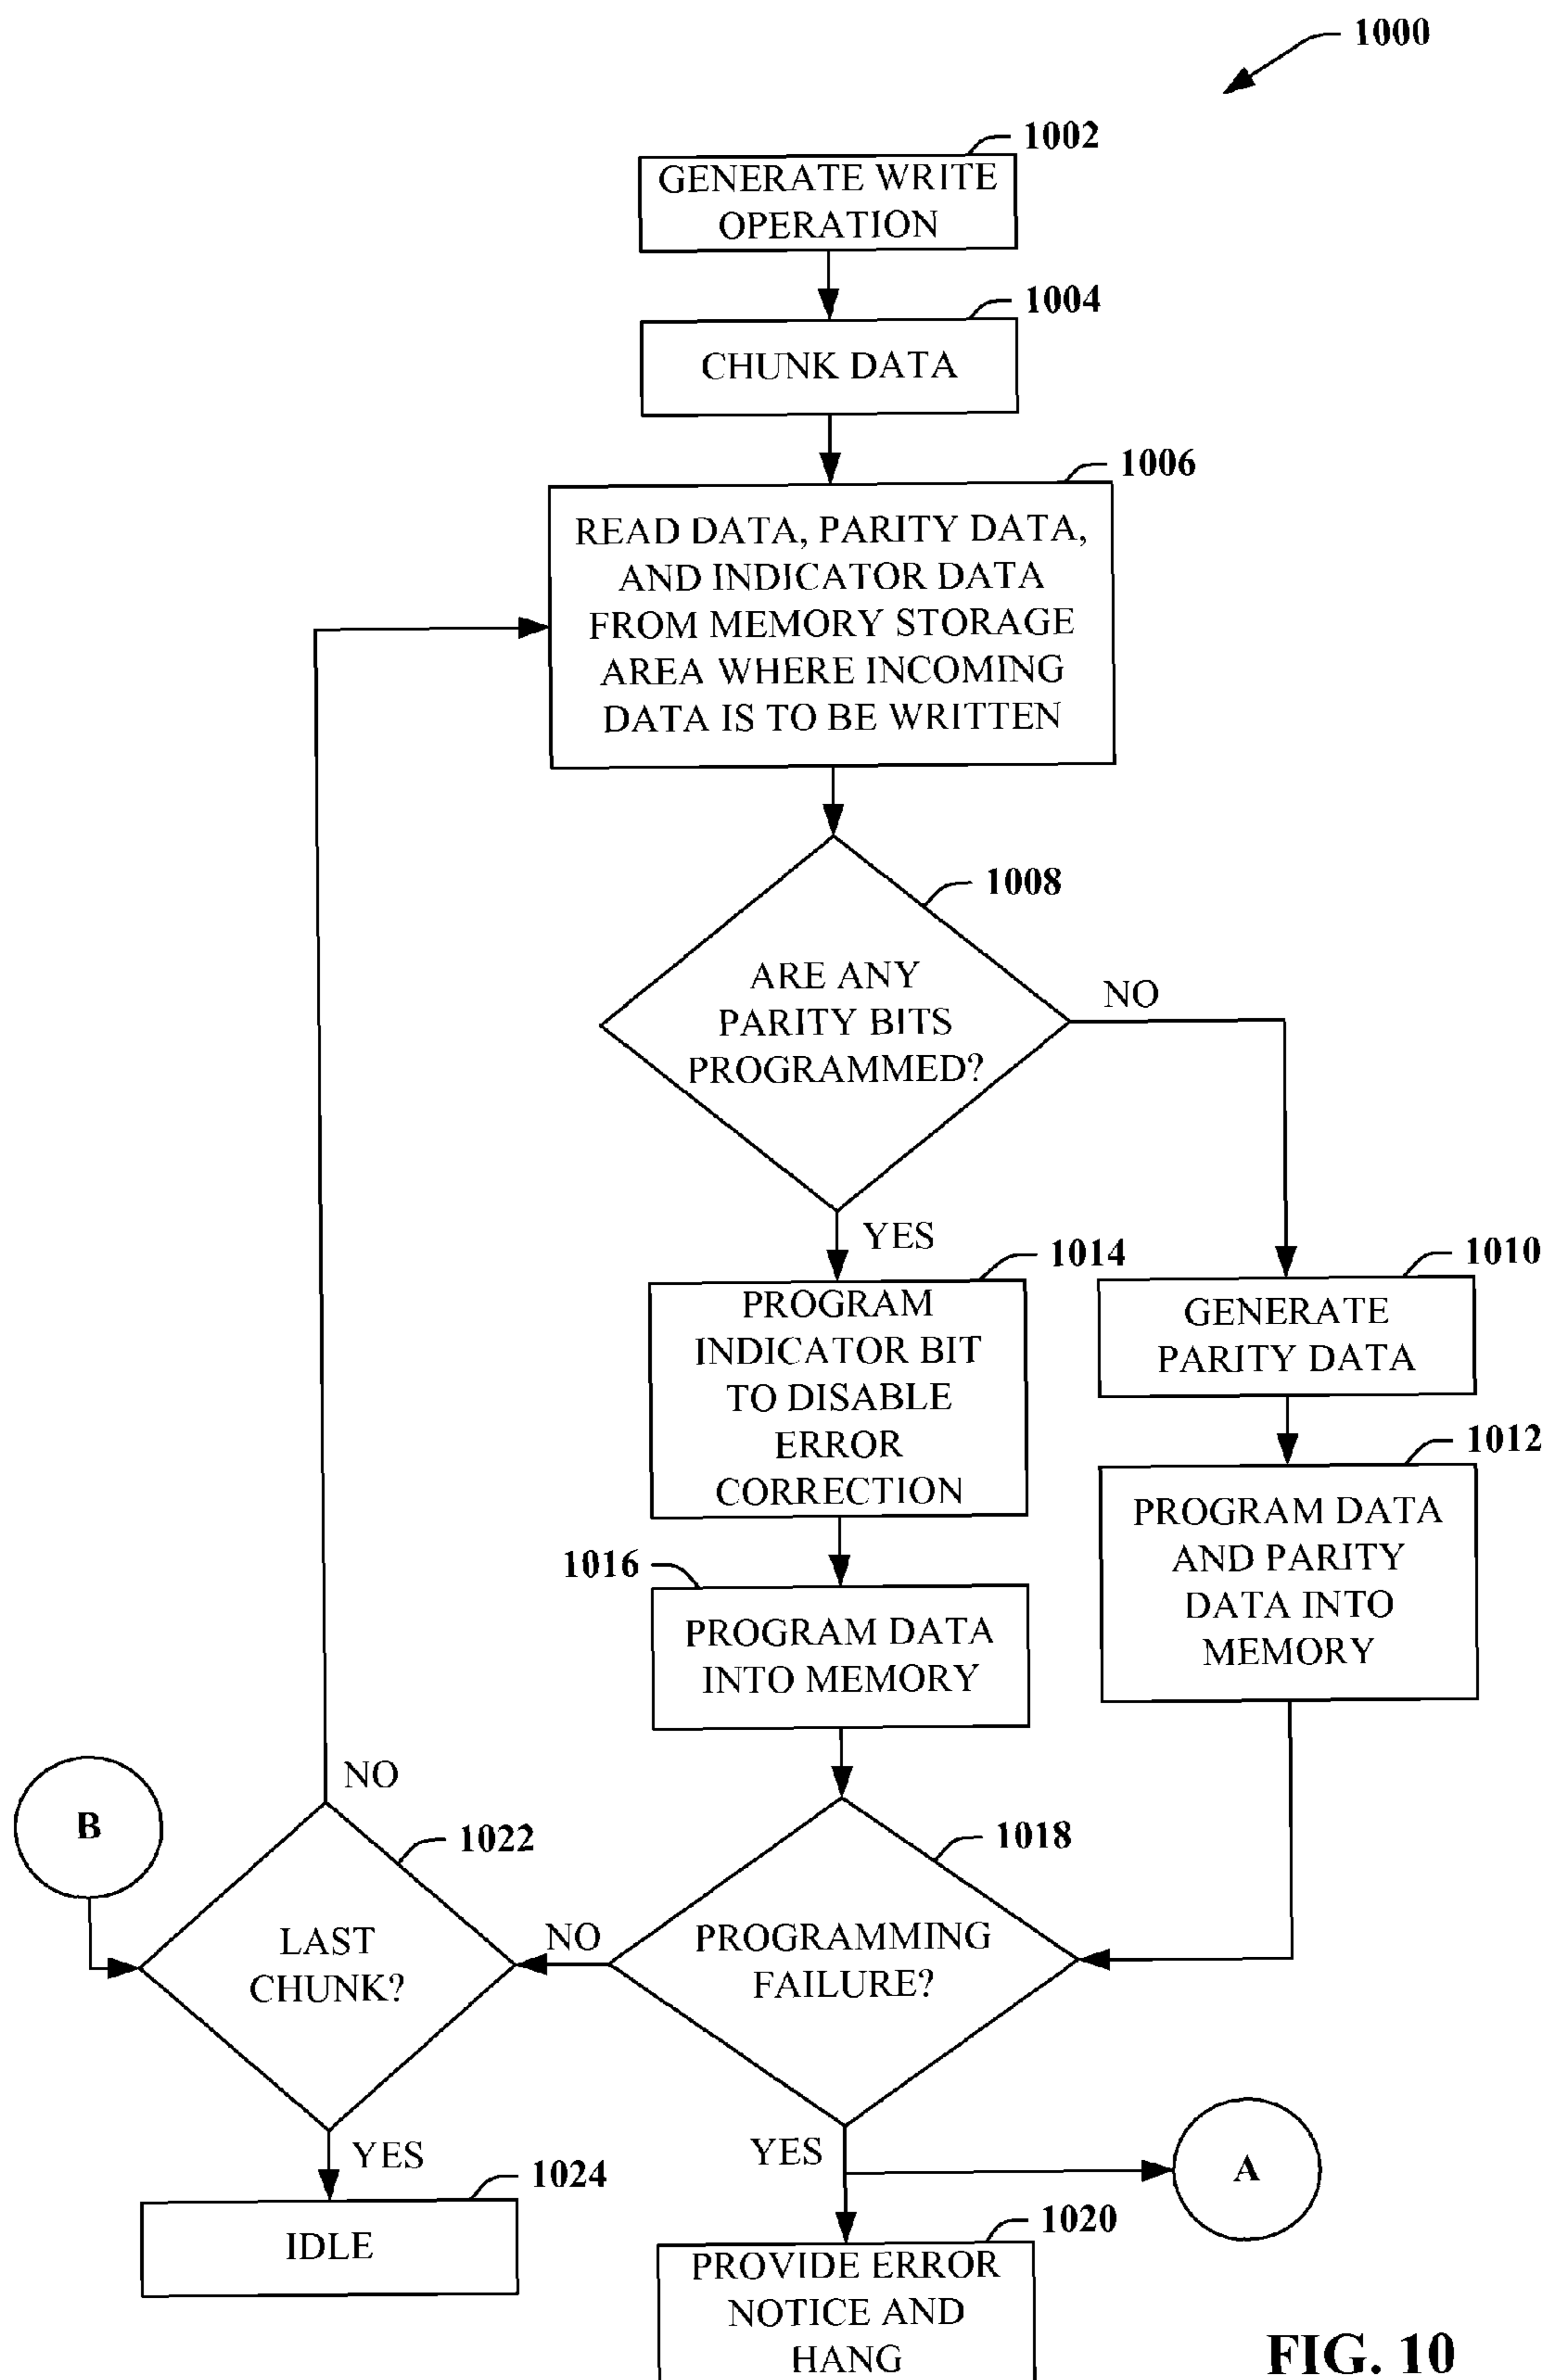 1000
1002
GENERATE WRITE
OPERATION
1004
CHUNK DATA
1006
READ DATA, PARITY DATA,
AND INDICATOR DATA
FROM MEMORY STORAGE
AREA WHERE INCOMING
DATA IS TO BE WRITTEN
1008
ARE ANY
PARITY BITS
PROGRAMMED?
NO
YES
1014
PROGRAM
INDICATOR BIT
TO DISABLE
ERROR
CORRECTION
1010
GENERATE
PARITY DATA
1012
PROGRAM DATA
AND PARITY
DATA INTO
MEMORY
1016
PROGRAM DATA
INTO MEMORY
NO
B
1022
LAST
CHUNK?
NO
1018
PROGRAMMING
FAILURE?
YES
YES
A
1024
IDLE
1020
PROVIDE ERROR
NOTICE AND
HANG
FIG. 10